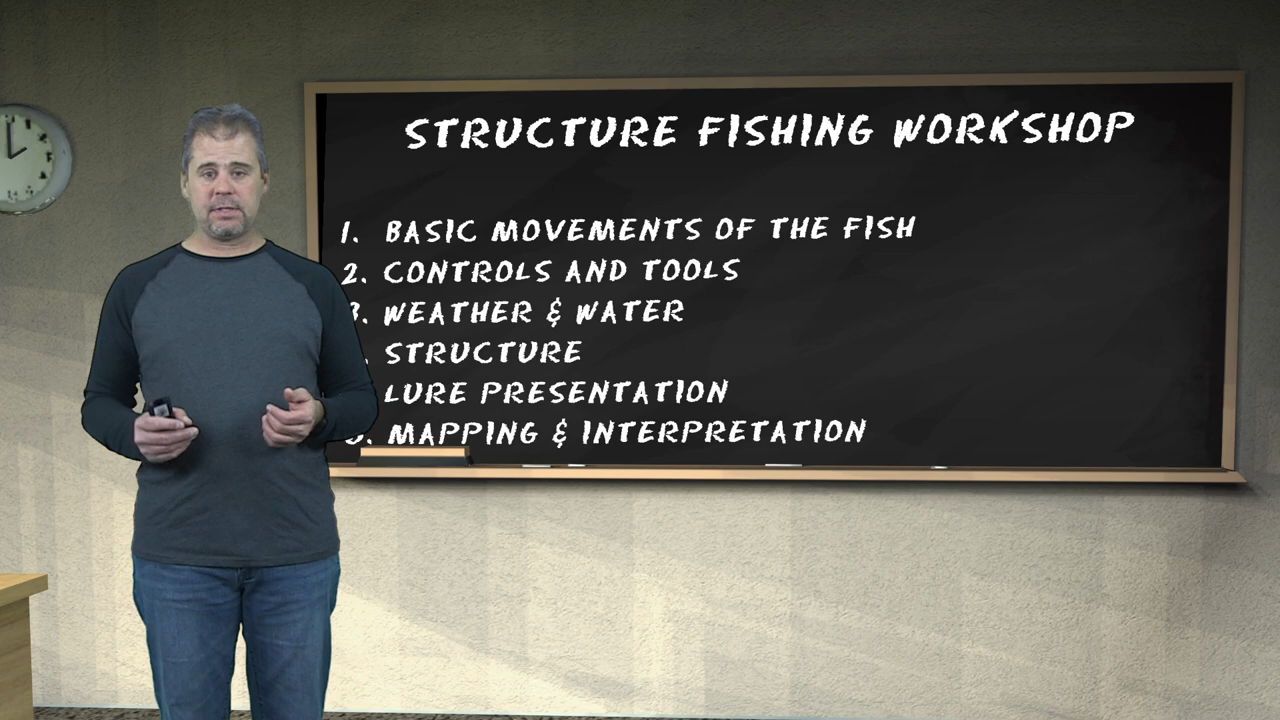 STRUCTURE FISHING WORKSHOP
1. BASIC MOVEMENTS OF THE FISH
2. CONTROLS AND TOOLS
3. WEATHER & WATER
. STRUCTURE
LURE PRESENTATION
. MAPPING & INTERPRETATION